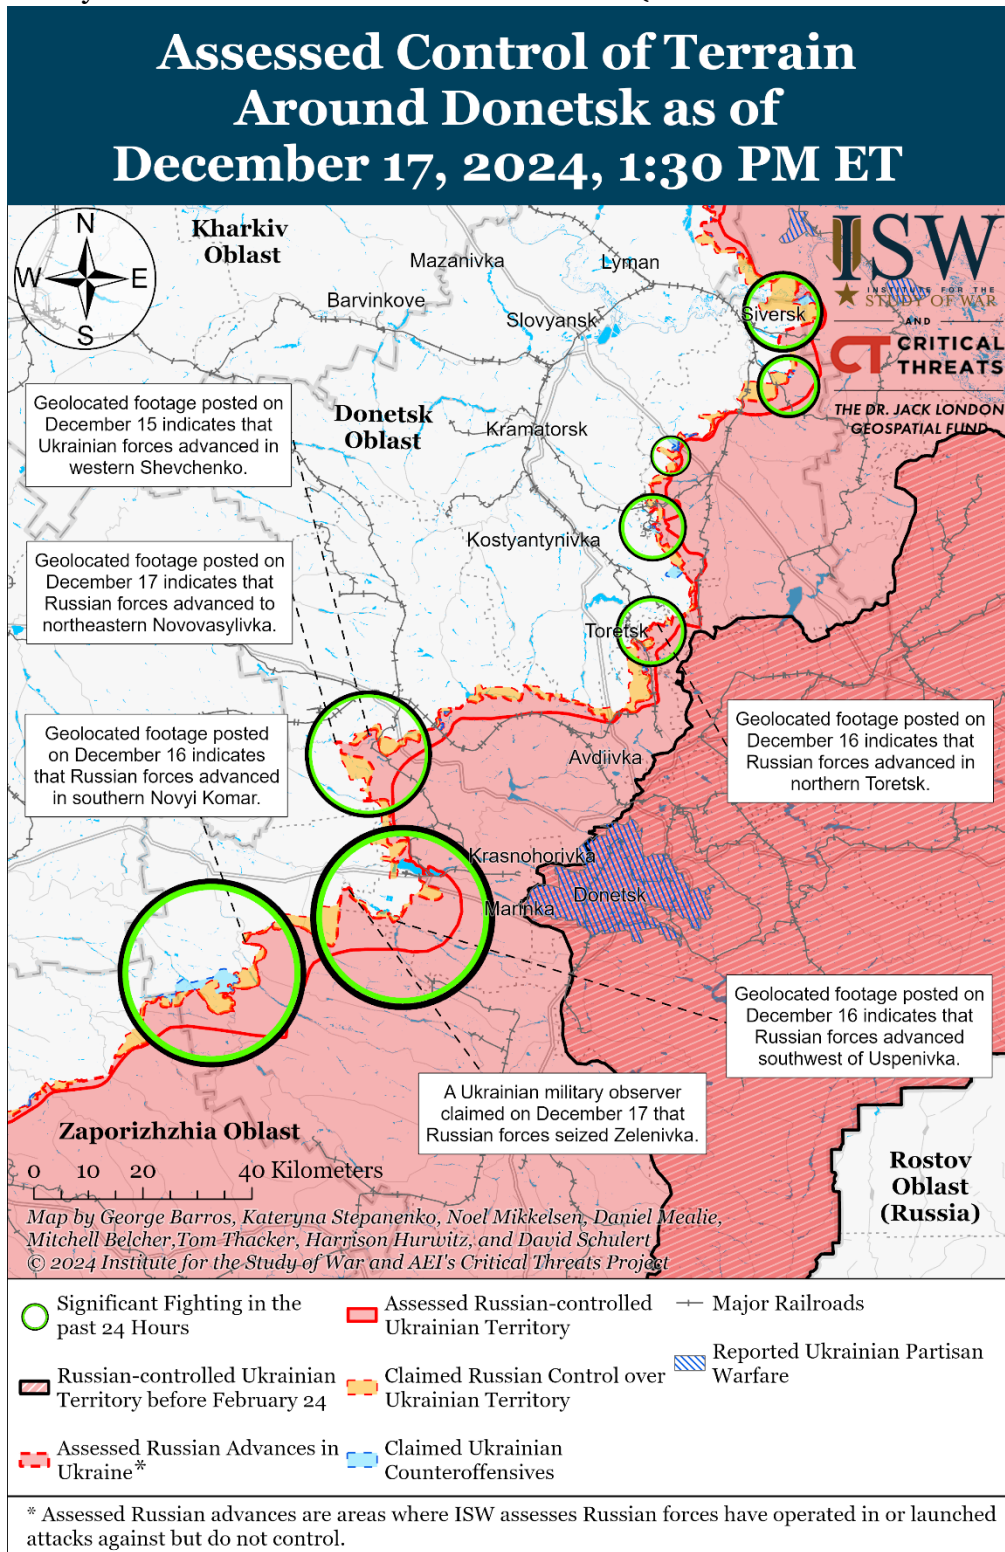 Assessed Control of Terrain
Around Donetsk as of
December 17, 2024, 1:30 PM ET
N
W
E
S
Kharkiv
Oblast
Mazanivka
Lyman
Barvinkove
Slovyansk
Siversk
ISW
INSTITUTE FOR THE
STUDY OF WAR
AND
CT CRITICAL
THREATS
THE DR. JACK LONDON
GEOSPATIAL FUND
Geolocated footage posted on
December 15 indicates that
Ukrainian forces advanced in
western Shevchenko.
Donetsk
Oblast
Kramatorsk
Kostyantynivka
Geolocated footage posted on
December 17 indicates that
Russian forces advanced to
northeastern Novovasylivka.
Toretsk
Geolocated footage posted
on December 16 indicates
that Russian forces advanced
in southern Novyi Komar.
Geolocated footage posted on
December 16 indicates that
Russian forces advanced in
northern Toretsk.
Avdiivka
Krasnohorivka
Donetsk
Marinka
Geolocated footage posted on
December 16 indicates that
Russian forces advanced
southwest of Uspenivka.
A Ukrainian military observer
claimed on December 17 that
Russian forces seized Zelenivka.
Zaporizhzhia Oblast
Rostov
Oblast
(Russia)
0 10 20 40 Kilometers
Map by George Barros, Kateryna Stepanenko, Noel Mikkelsen, Daniel Mealie,
Mitchell Belcher,Tom Thacker, Harrison Hurwitz, and David Schulert
© 2024 Institute for the Study of War and AEI's Critical Threats Project
Significant Fighting in the
past 24 Hours
Russian-controlled Ukrainian
Territory before February 24
Assessed Russian Advances in
Ukraine*
Assessed Russian-controlled
Ukrainian Territory
Claimed Russian Control over
Ukrainian Territory
Claimed Ukrainian
Counteroffensives
Major Railroads
Reported Ukrainian Partisan
Warfare
* Assessed Russian advances are areas where ISW assesses Russian forces have operated in or launched
attacks against but do not control.